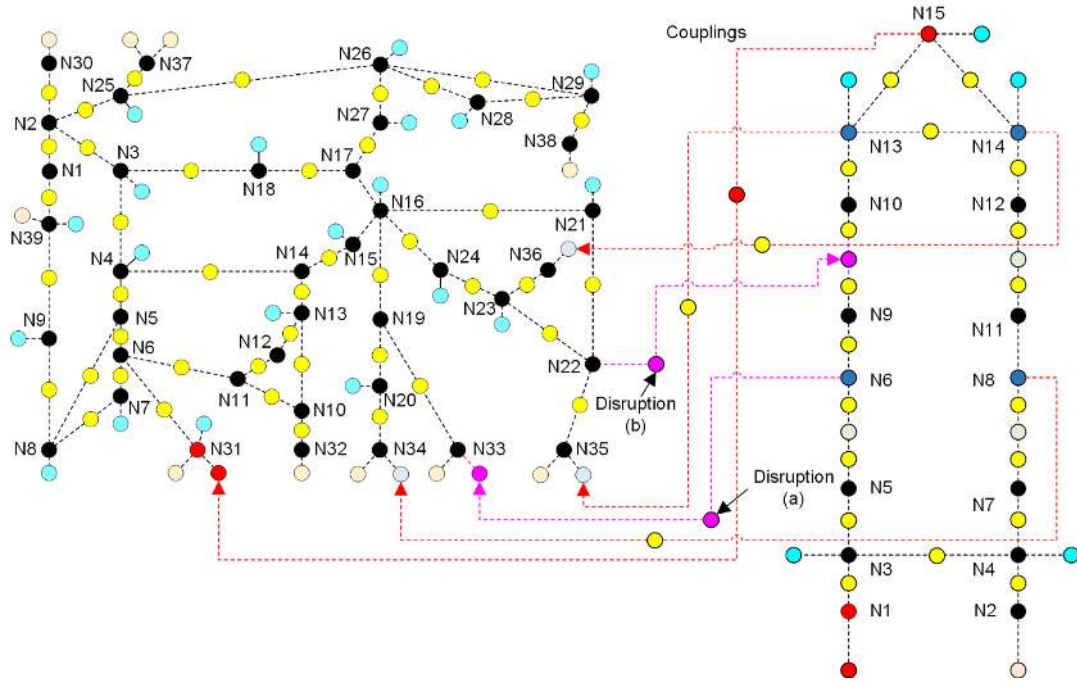 N15
Couplings
N26
N30
N37
N25
N29
N28
N2
N27
N38
N13
N14
N3
N17
N1
N18
N16
N21
N10
N12
N39
N15
N24
N36
N4
N14
N23
N13
N9
N5
N19
N9
N11
N12
N6
N22
N6
N8
N11
N20
Disruption
(b)
N7
N10
N8
N31
N32
N34
N33
N35
Disruption
(a)
N5
N7
N3
N4
N1
N2